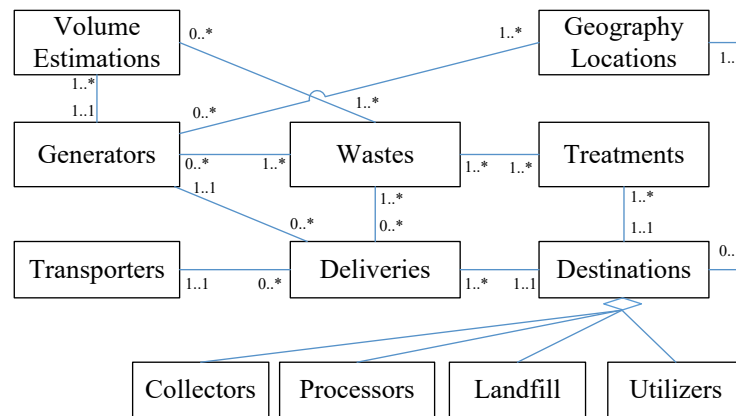 Volume
Estimations
0..*
1..*
Geography
Locations
1..
1..*
1..1
0..*
1..*
Generators
0..*
1..*
Wastes
1..*
1..*
Treatments
1..1
0..*
1..*
0..*
1..*
1..1
Transporters
1..1
0..*
Deliveries
1..*
1..1
Destinations
0..
Collectors
Processors
Landfill
Utilizers